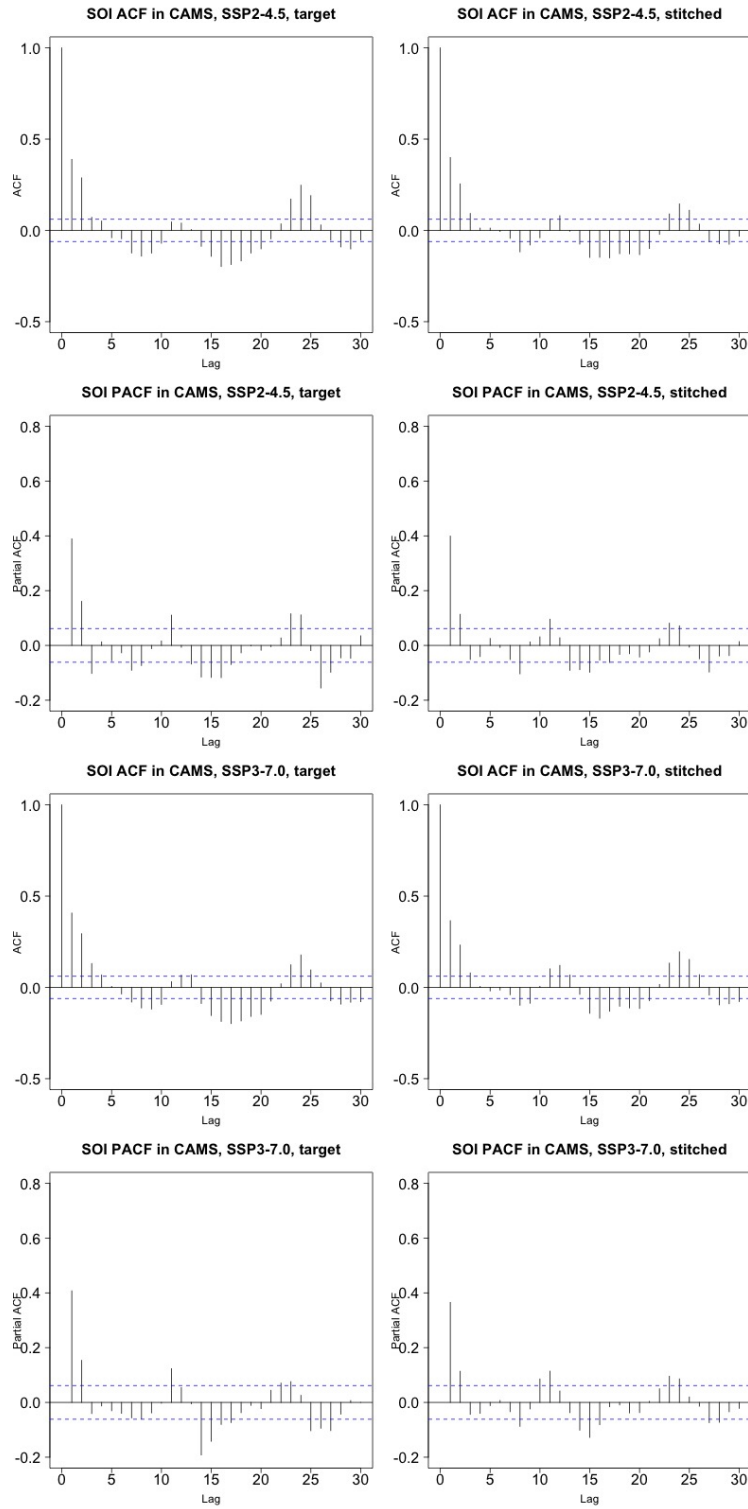 SOI ACF in CAMS, SSP2-4.5, target
SOI ACF in CAMS, SSP2-4.5, stitched
1.0
0.5
0.0
-0.5
ACF
0 5 10 15 20 25 30
Lag
1.0
0.5
0.0
-0.5
ACF
0 5 10 15 20 25 30
Lag
SOI PACF in CAMS, SSP2-4.5, target
SOI PACF in CAMS, SSP2-4.5, stitched
0.8
0.6
0.4
0.2
0.0
-0.2
Partial ACF
0 5 10 15 20 25 30
Lag
0.8
0.6
0.4
0.2
0.0
-0.2
Partial ACF
0 5 10 15 20 25 30
Lag
SOI ACF in CAMS, SSP3-7.0, target
SOI ACF in CAMS, SSP3-7.0, stitched
1.0
0.5
0.0
-0.5
ACF
0 5 10 15 20 25 30
Lag
1.0
0.5
0.0
-0.5
ACF
0 5 10 15 20 25 30
Lag
SOI PACF in CAMS, SSP3-7.0, target
SOI PACF in CAMS, SSP3-7.0, stitched
0.8
0.6
0.4
0.2
0.0
-0.2
Partial ACF
0 5 10 15 20 25 30
Lag
0.8
0.6
0.4
0.2
0.0
-0.2
Partial ACF
0 5 10 15 20 25 30
Lag